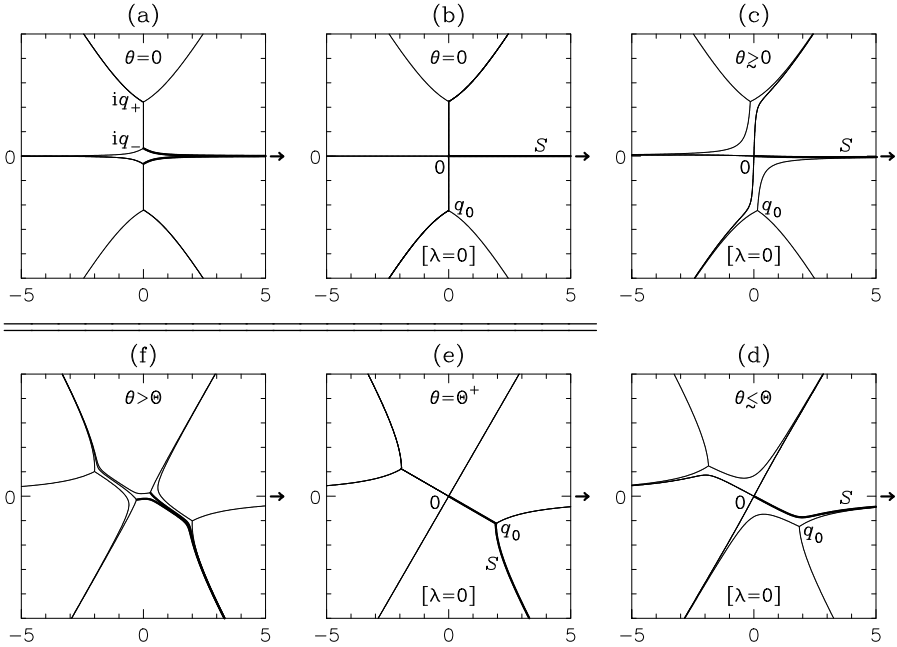 (a) (b) (c)
θ=0 θ=0 θ≳0
iq₊
iq₋
0 0 S 0 S
0 0
q₀ q₀
[λ=0] [λ=0]
−5 0 5 −5 0 5 −5 0 5
(f) (e) (d)
θ>Θ θ=Θ⁺ θ≲Θ
0 0 0 0 0 S
q₀ q₀
S
[λ=0] [λ=0]
−5 0 5 −5 0 5 −5 0 5